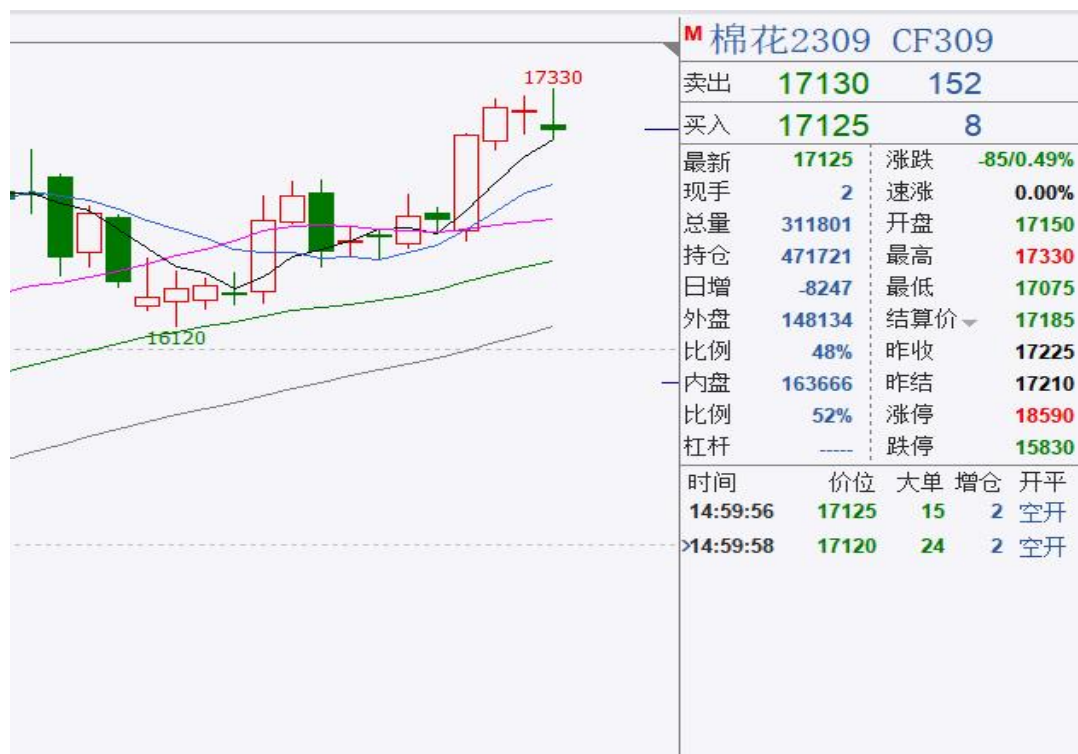 17330
16120
M 棉花2309 CF309
卖出 17130 152
买入 17125 8
最新 17125 涨跌 -85/0.49%
现手 2 速涨 0.00%
总量 311801 开盘 17150
持仓 471721 最高 17330
日增 -8247 最低 17075
外盘 148134 结算价 17185
比例 48% 昨收 17225
内盘 163666 昨结 17210
比例 52% 涨停 18590
杠杆 ----- 跌停 15830
时间 价位 大单 增仓 开平
14:59:56 17125 15 2 空开
14:59:58 17120 24 2 空开